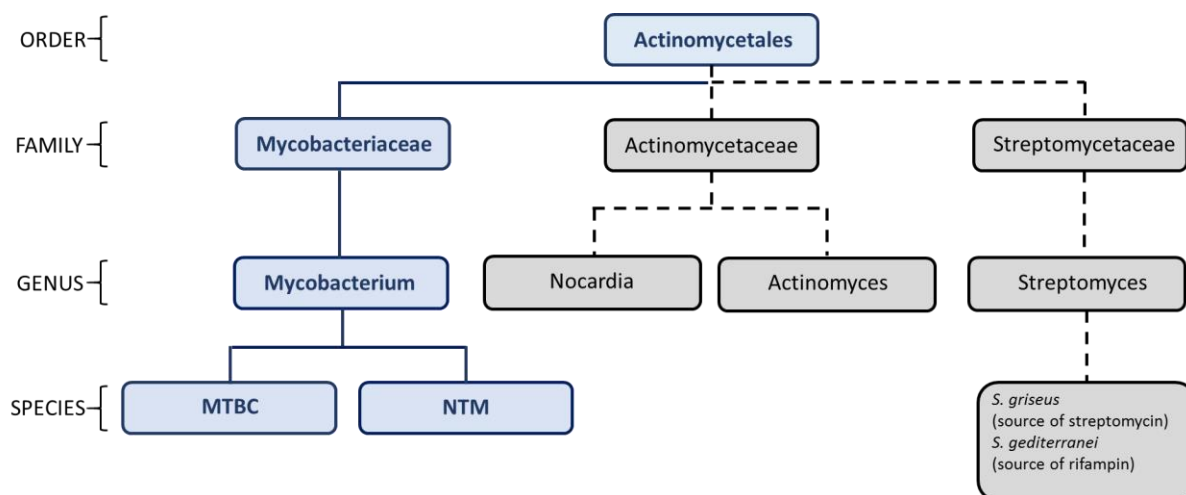 ORDER
Actinomycetales
FAMILY
Mycobacteriaceae
Actinomycetaceae
Streptomycetaceae
GENUS
Mycobacterium
Nocardia
Actinomyces
Streptomyces
SPECIES
MTBC
NTM
S. griseus
(source of streptomycin)
S. gediterranei
(source of rifampin)